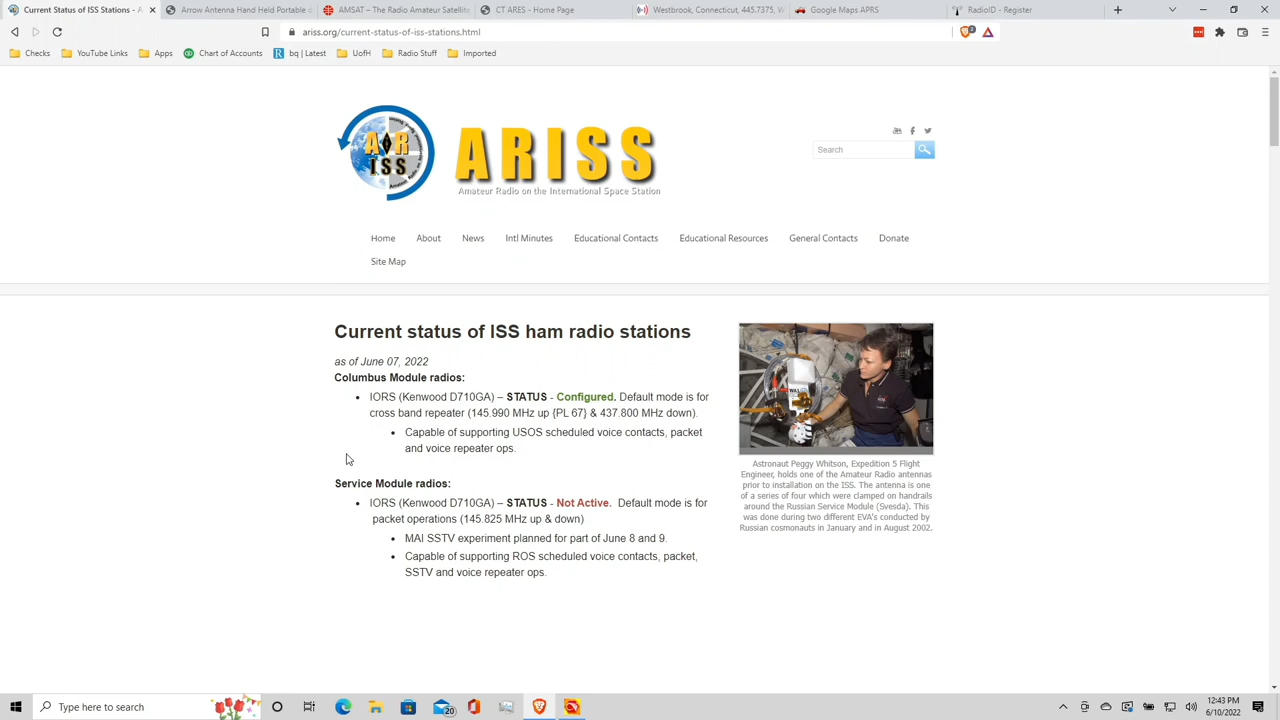 Current Status of ISS Stations - A
Arrow Antenna Hand Held Portable
AMSAT – The Radio Amateur Satellit
CT ARES - Home Page
Westbrook, Connecticut, 445.7375, W
Google Maps APRS
RadioID - Register
ariss.org/current-status-of-iss-stations.html
Checks
YouTube Links
Apps
Chart of Accounts
bq | Latest
UofH
Radio Stuff
Imported
ARISS
Amateur Radio on the International Space Station
Search
Home About News Intl Minutes Educational Contacts Educational Resources General Contacts Donate
Site Map
Current status of ISS ham radio stations
as of June 07, 2022
Columbus Module radios:
• IORS (Kenwood D710GA) – STATUS - Configured. Default mode is for
cross band repeater (145.990 MHz up {PL 67} & 437.800 MHz down).
• Capable of supporting USOS scheduled voice contacts, packet
and voice repeater ops.
Service Module radios:
• IORS (Kenwood D710GA) – STATUS - Not Active. Default mode is for
packet operations (145.825 MHz up & down)
• MAI SSTV experiment planned for part of June 8 and 9.
• Capable of supporting ROS scheduled voice contacts, packet,
SSTV and voice repeater ops.
Astronaut Peggy Whitson, Expedition 5 Flight
Engineer, holds one of the Amateur Radio antennas
prior to installation on the ISS. The antenna is one
of a series of four which were clamped on handrails
around the Russian Service Module (Svesda). This
was done during two different EVA's conducted by
Russian cosmonauts in January and in August 2002.
Type here to search
20
12:43 PM
6/10/2022